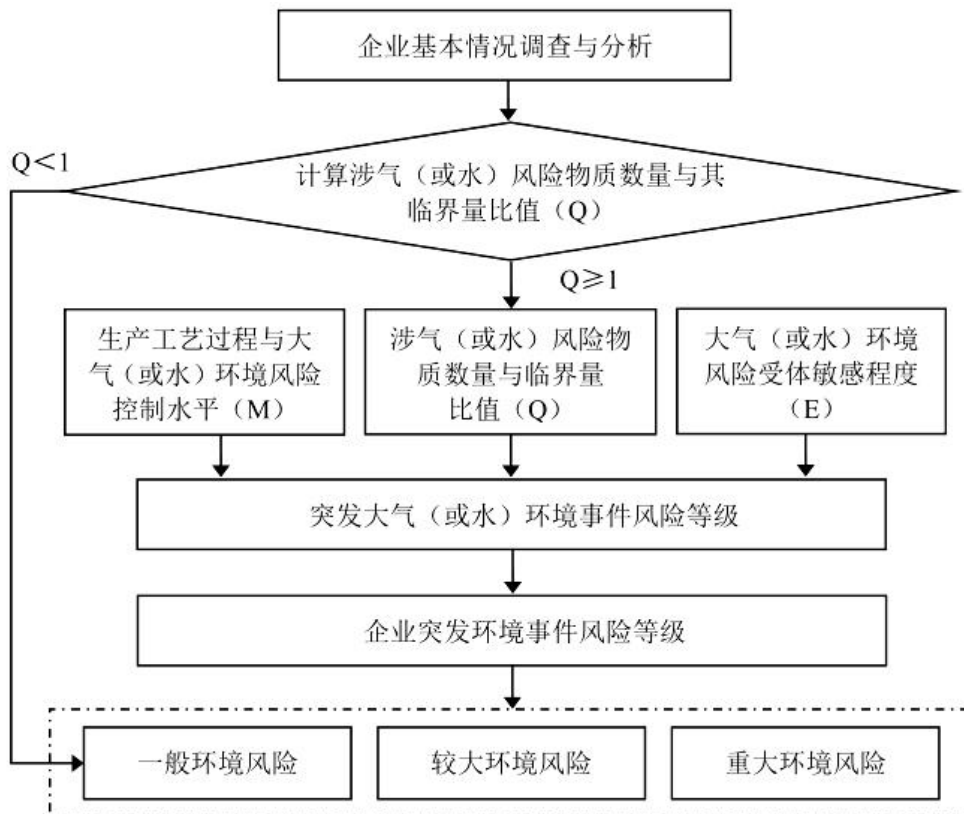 企业基本情况调查与分析
Q＜1
计算涉气（或水）风险物质数量与其
临界量比值（Q）
Q≥1
生产工艺过程与大
气（或水）环境风险
控制水平（M）
涉气（或水）风险物
质数量与临界量
比值（Q）
大气（或水）环境
风险受体敏感程度
（E）
突发大气（或水）环境事件风险等级
企业突发环境事件风险等级
一般环境风险
较大环境风险
重大环境风险